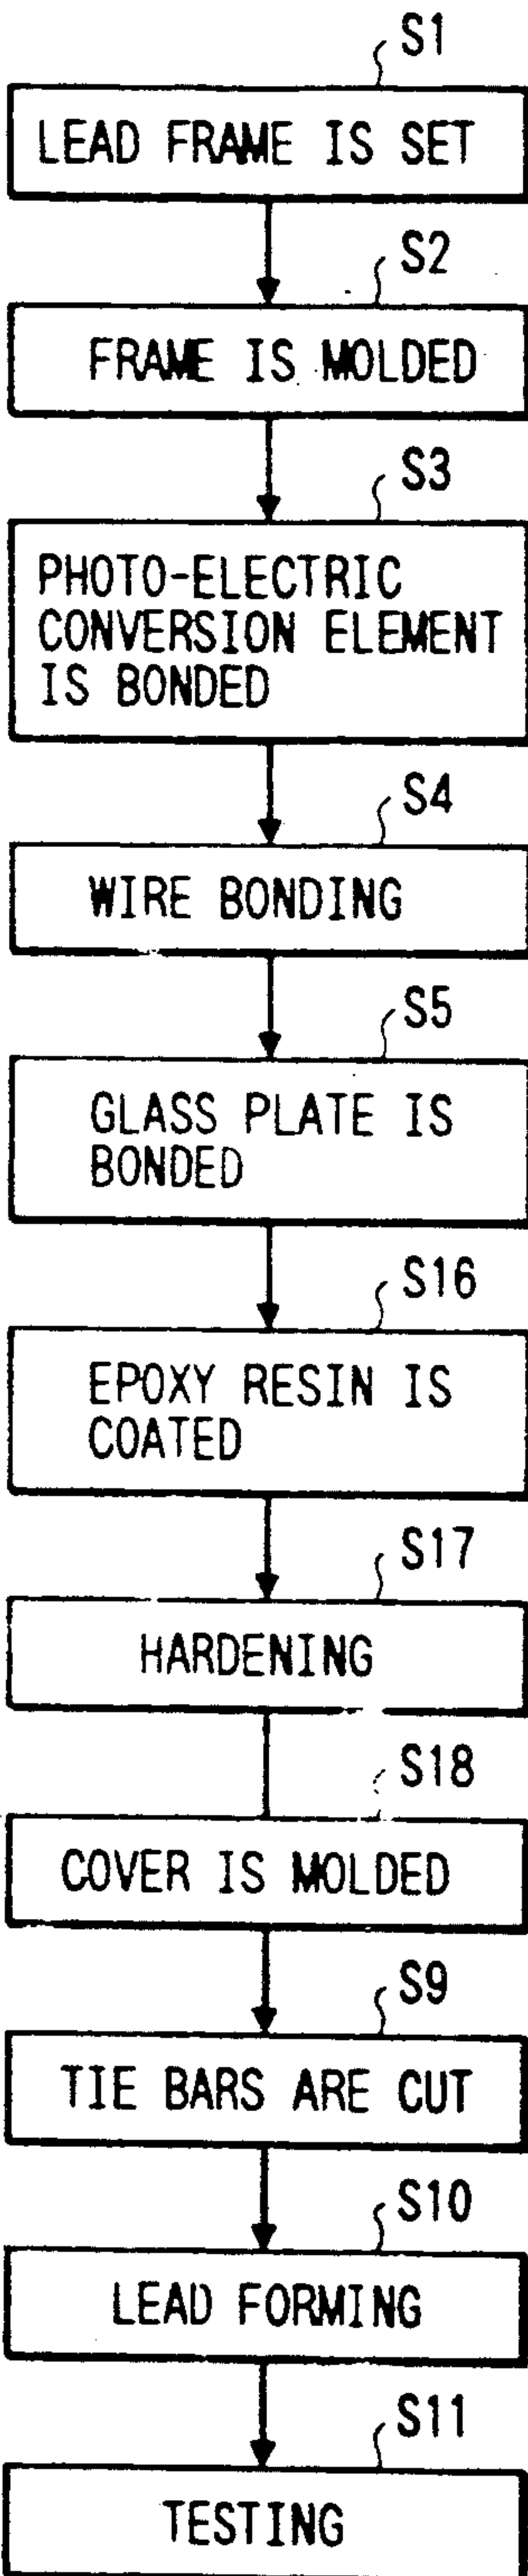 S1
LEAD FRAME IS SET
S2
FRAME IS MOLDED
S3
PHOTO-ELECTRIC
CONVERSION ELEMENT
IS BONDED
S4
WIRE BONDING
S5
GLASS PLATE IS
BONDED
S16
EPOXY RESIN IS
COATED
S17
HARDENING
S18
COVER IS MOLDED
S9
TIE BARS ARE CUT
S10
LEAD FORMING
S11
TESTING